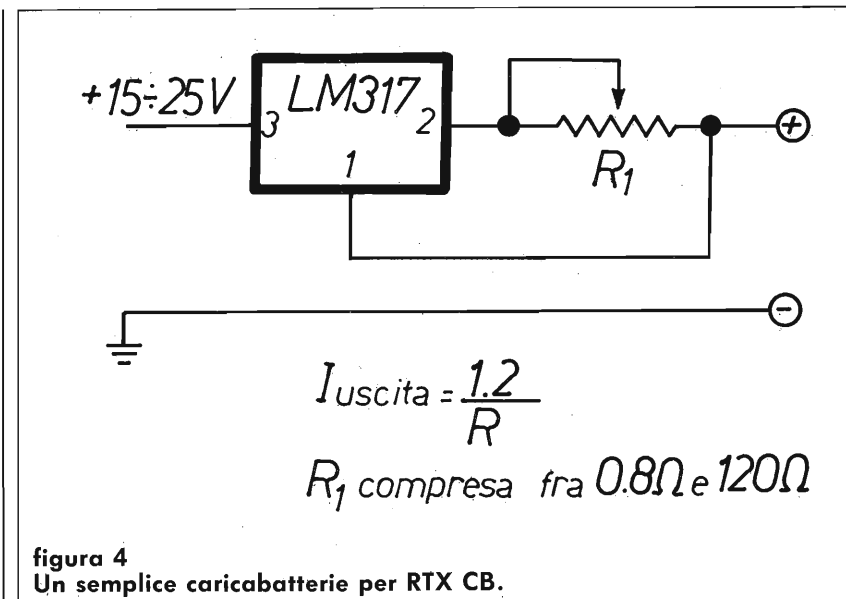 +15÷25V
LM317
3
2
1
R1
+
-
I uscita = 1.2
R
R1 compresa fra 0.8Ω e 120Ω
figura 4
Un semplice caricabatterie per RTX CB.